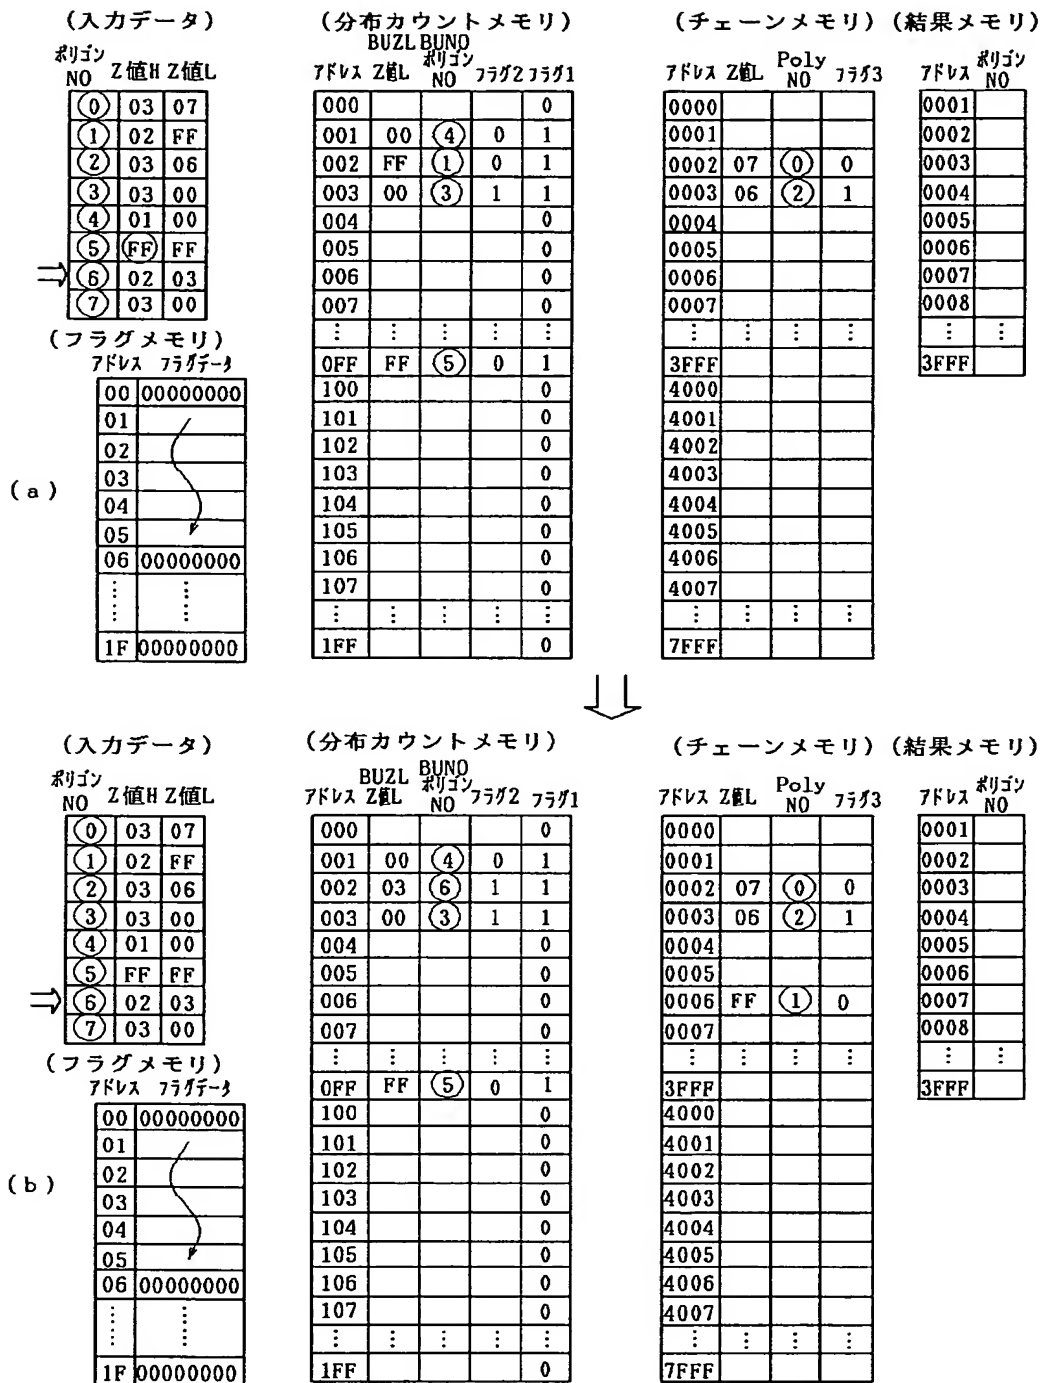 (入力データ)
ポリゴン
NO Z値H Z値L
⓪ 03 07
① 02 FF
② 03 06
③ 03 00
④ 01 00
⑤ FF FF
⇒ ⑥ 02 03
⑦ 03 00
(フラグメモリ)
アドレス フラグデータ
00 00000000
01
02
03
04
05
06 00000000
⋮ ⋮
1F 00000000
(a)
(分布カウントメモリ)
BUZL BUNO
アドレス Z値L ポリゴンNO フラグ2 フラグ1
000 0
001 00 ④ 0 1
002 FF ① 0 1
003 00 ③ 1 1
004 0
005 0
006 0
007 0
⋮ ⋮ ⋮ ⋮ ⋮
0FF FF ⑤ 0 1
100 0
101 0
102 0
103 0
104 0
105 0
106 0
107 0
⋮ ⋮ ⋮ ⋮ ⋮
1FF 0
(チェーンメモリ)
アドレス Z値L Poly NO フラグ3
0000
0001
0002 07 ⓪ 0
0003 06 ② 1
0004
0005
0006
0007
⋮ ⋮ ⋮ ⋮
3FFF
4000
4001
4002
4003
4004
4005
4006
4007
⋮ ⋮ ⋮ ⋮
7FFF
(結果メモリ)
アドレス ポリゴンNO
0001
0002
0003
0004
0005
0006
0007
0008
⋮ ⋮
3FFF
(入力データ)
ポリゴン
NO Z値H Z値L
⓪ 03 07
① 02 FF
② 03 06
③ 03 00
④ 01 00
⑤ FF FF
⇒ ⑥ 02 03
⑦ 03 00
(フラグメモリ)
アドレス フラグデータ
00 00000000
01
02
03
04
05
06 00000000
⋮ ⋮
1F 00000000
(b)
(分布カウントメモリ)
BUZL BUNO
アドレス Z値L ポリゴンNO フラグ2 フラグ1
000 0
001 00 ④ 0 1
002 03 ⑥ 1 1
003 00 ③ 1 1
004 0
005 0
006 0
007 0
⋮ ⋮ ⋮ ⋮ ⋮
0FF FF ⑤ 0 1
100 0
101 0
102 0
103 0
104 0
105 0
106 0
107 0
⋮ ⋮ ⋮ ⋮ ⋮
1FF 0
(チェーンメモリ)
アドレス Z値L Poly NO フラグ3
0000
0001
0002 07 ⓪ 0
0003 06 ② 1
0004
0005
0006 FF ① 0
0007
⋮ ⋮ ⋮ ⋮
3FFF
4000
4001
4002
4003
4004
4005
4006
4007
⋮ ⋮ ⋮ ⋮
7FFF
(結果メモリ)
アドレス ポリゴンNO
0001
0002
0003
0004
0005
0006
0007
0008
⋮ ⋮
3FFF